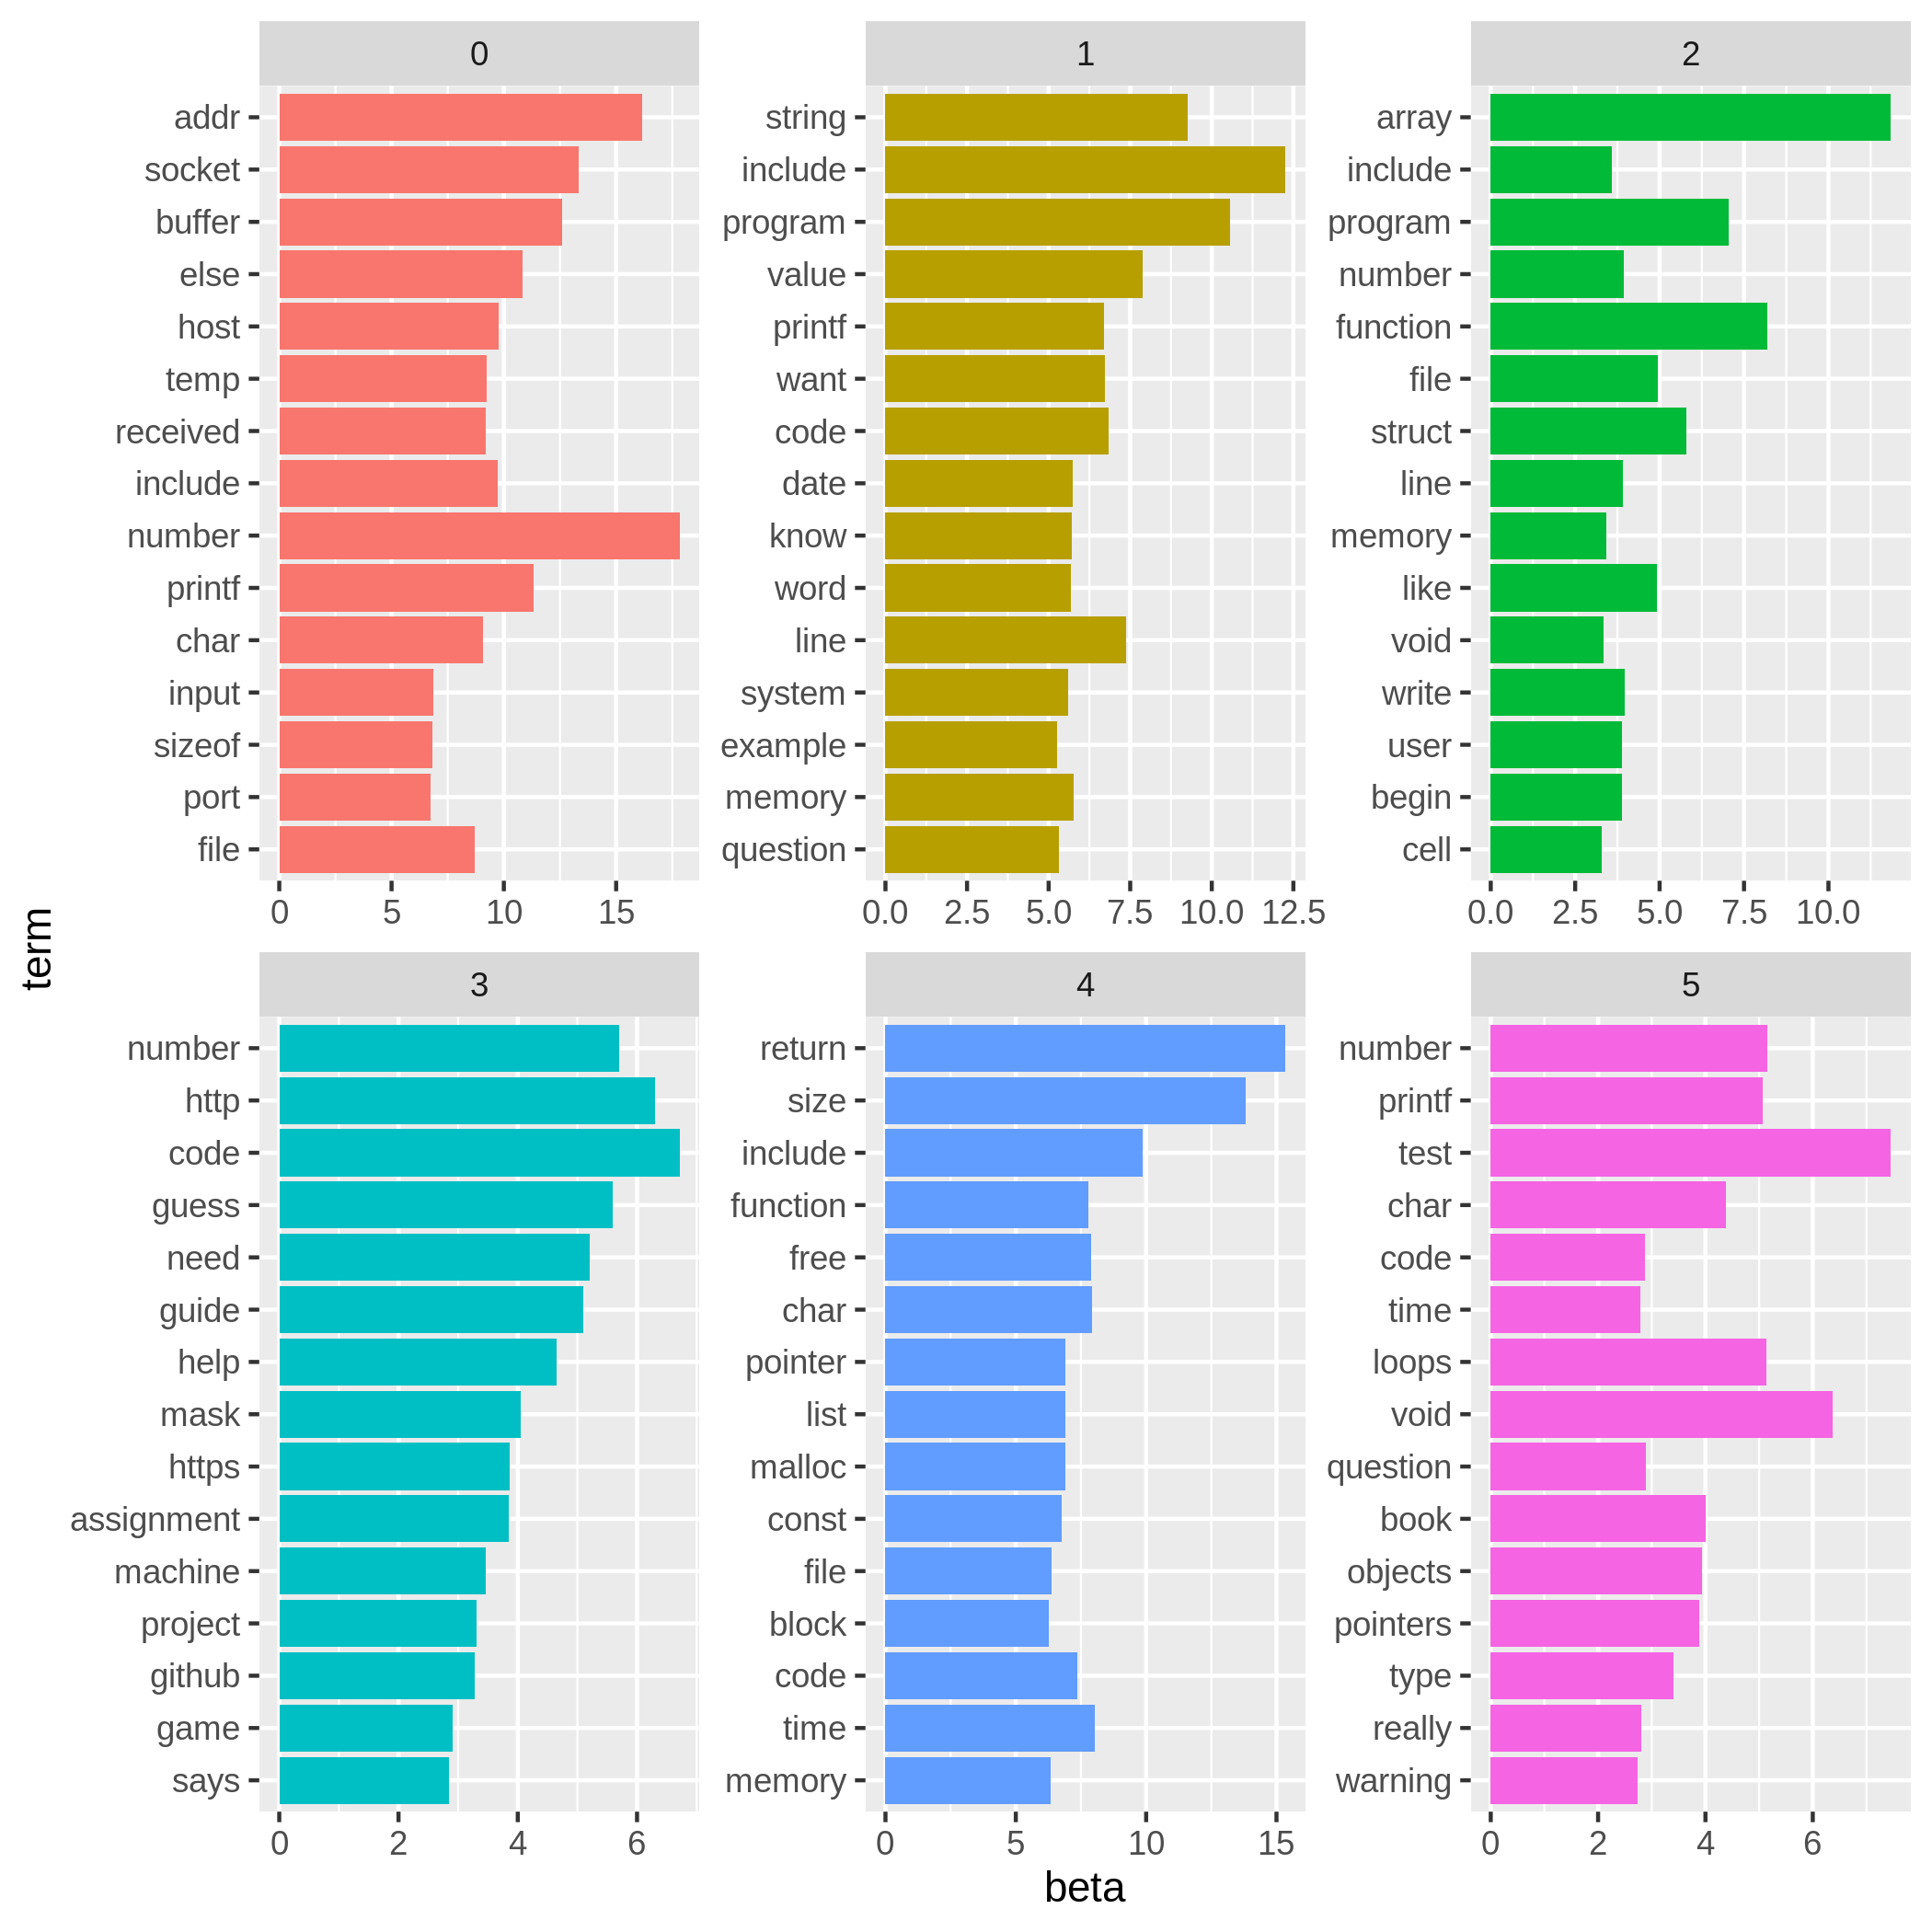 term
0
addr
socket
buffer
else
host
temp
received
include
number
printf
char
input
sizeof
port
file
0 5 10 15
1
string
include
program
value
printf
want
code
date
know
word
line
system
example
memory
question
0.0 2.5 5.0 7.5 10.0 12.5
2
array
include
program
number
function
file
struct
line
memory
like
void
write
user
begin
cell
0.0 2.5 5.0 7.5 10.0
3
number
http
code
guess
need
guide
help
mask
https
assignment
machine
project
github
game
says
0 2 4 6
4
return
size
include
function
free
char
pointer
list
malloc
const
file
block
code
time
memory
0 5 10 15
5
number
printf
test
char
code
time
loops
void
question
book
objects
pointers
type
really
warning
0 2 4 6
beta